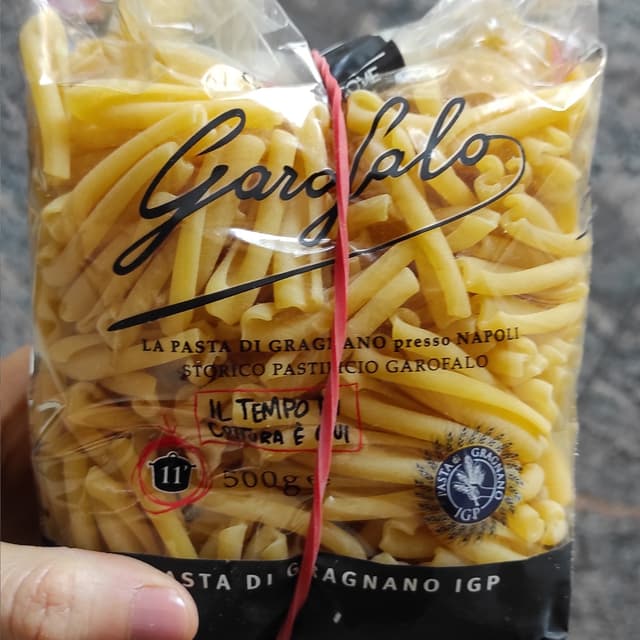 Garofalo
LA PASTA DI GRAGNANO presso NAPOLI
STORICO PASTIFICIO GAROFALO
IL TEMPO DI
COTTURA È QUI
11'
500g e
PASTA DI GRAGNANO
IGP
PASTA DI GRAGNANO IGP